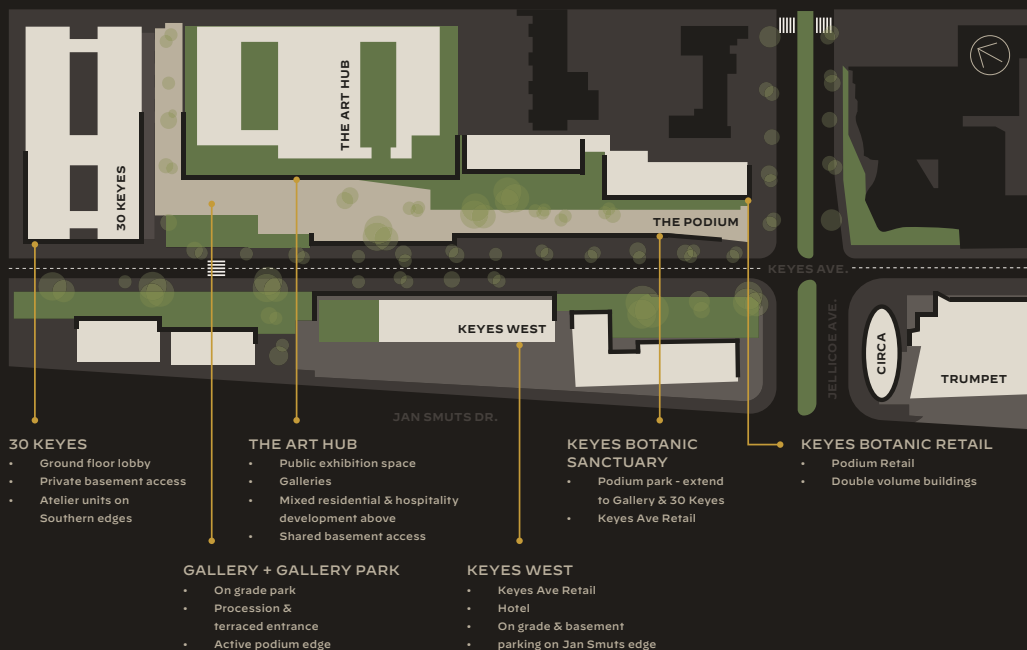 THE ART HUB
30 KEYES
THE PODIUM
KEYES AVE.
KEYES WEST
JELLICOE AVE.
CIRCA
TRUMPET
JAN SMUTS DR.
30 KEYES
• Ground floor lobby
• Private basement access
• Atelier units on
Southern edges
THE ART HUB
• Public exhibition space
• Galleries
• Mixed residential & hospitality
development above
• Shared basement access
KEYES BOTANIC
SANCTUARY
• Podium park - extend
to Gallery & 30 Keyes
• Keyes Ave Retail
KEYES BOTANIC RETAIL
• Podium Retail
• Double volume buildings
GALLERY + GALLERY PARK
• On grade park
• Procession &
terraced entrance
• Active podium edge
KEYES WEST
• Keyes Ave Retail
• Hotel
• On grade & basement
• parking on Jan Smuts edge